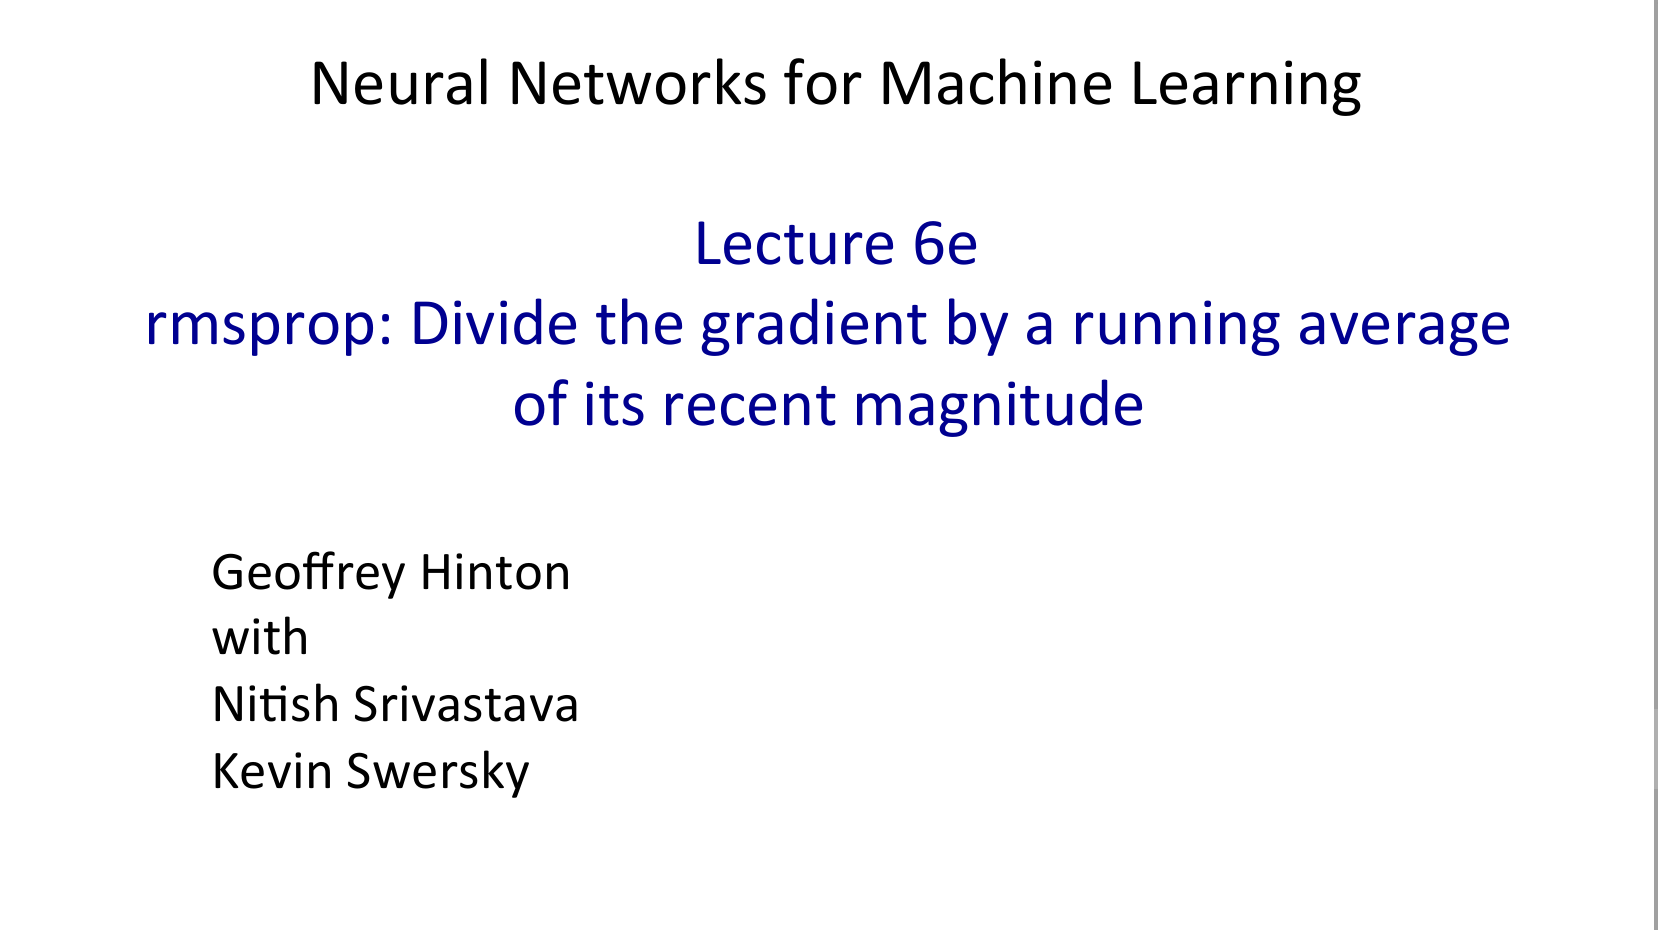 Neural Networks for Machine Learning
Lecture 6e
rmsprop: Divide the gradient by a running average
of its recent magnitude
Geoffrey Hinton
with
Nitish Srivastava
Kevin Swersky